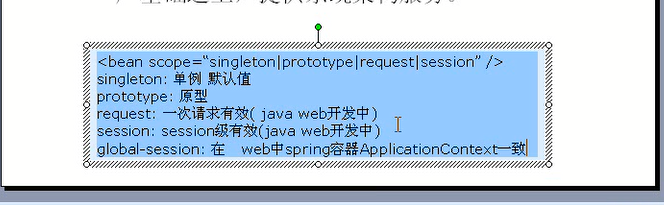 <bean scope="singleton|prototype|request|session" />
singleton: 单例 默认值
prototype: 原型
request: 一次请求有效( java web开发中)
session: session级有效(java web开发中)
global-session: 在 web中spring容器ApplicationContext一致